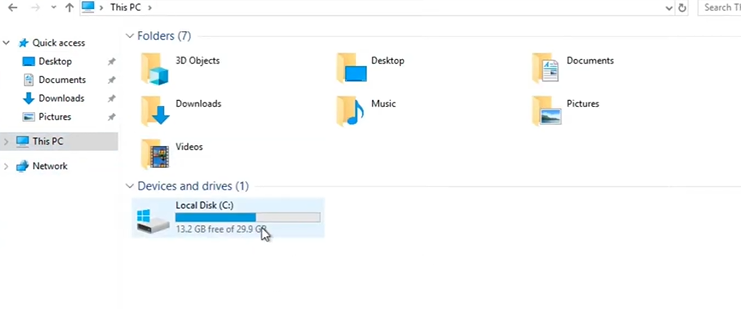 This PC
Search Th
Folders (7)
Quick access
Desktop
Documents
Downloads
Pictures
This PC
Network
3D Objects
Desktop
Documents
Downloads
Music
Pictures
Videos
Devices and drives (1)
Local Disk (C:)
13.2 GB free of 29.9 GB